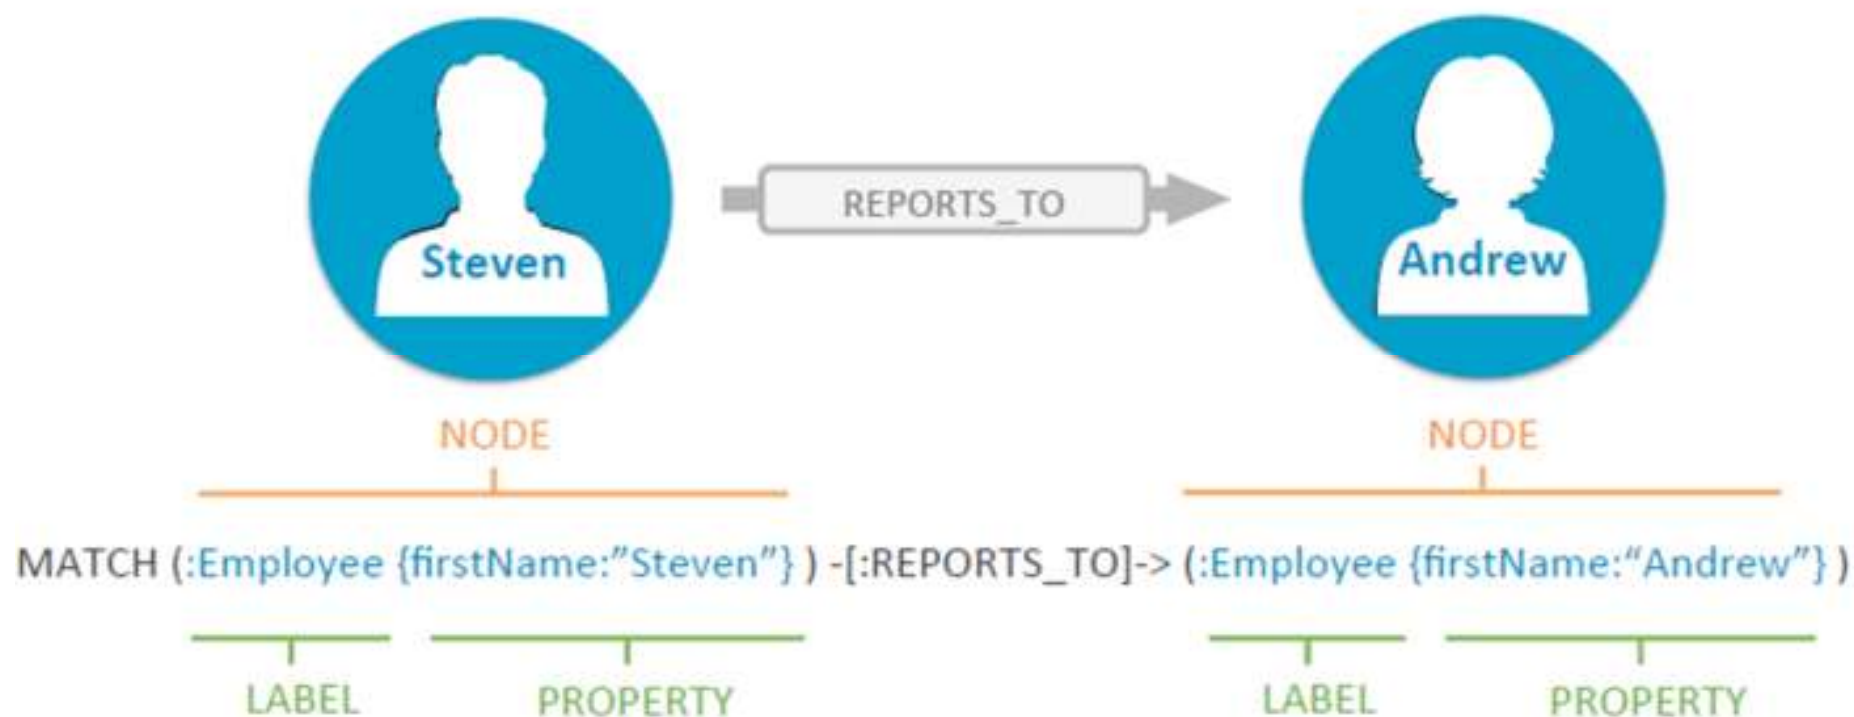 REPORTS_TO
Steven
Andrew
NODE
NODE
MATCH (:Employee {firstName:”Steven”} ) -[:REPORTS_TO]-> (:Employee {firstName:“Andrew”} )
LABEL
PROPERTY
LABEL
PROPERTY